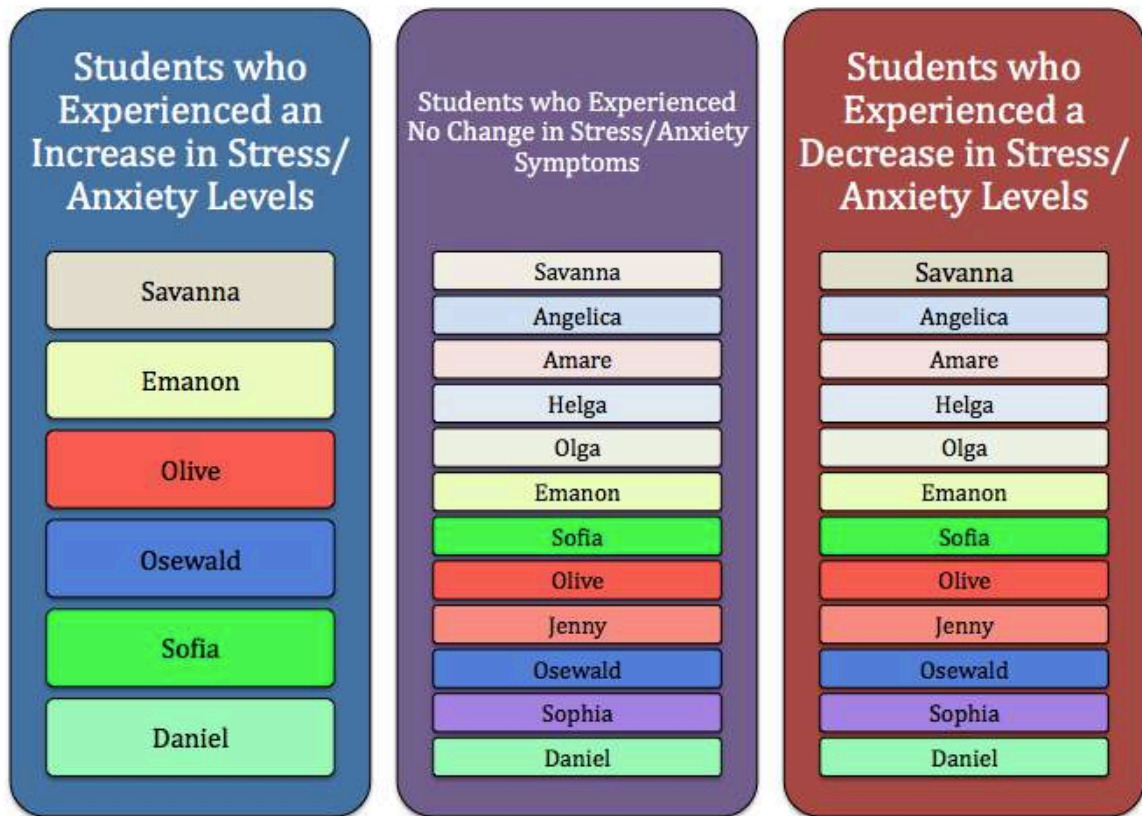 Students who
Experienced an
Increase in Stress/
Anxiety Levels
Savanna
Emanon
Olive
Osewald
Sofia
Daniel
Students who Experienced
No Change in Stress/Anxiety
Symptoms
Savanna
Angelica
Amare
Helga
Olga
Emanon
Sofia
Olive
Jenny
Osewald
Sophia
Daniel
Students who
Experienced a
Decrease in Stress/
Anxiety Levels
Savanna
Angelica
Amare
Helga
Olga
Emanon
Sofia
Olive
Jenny
Osewald
Sophia
Daniel